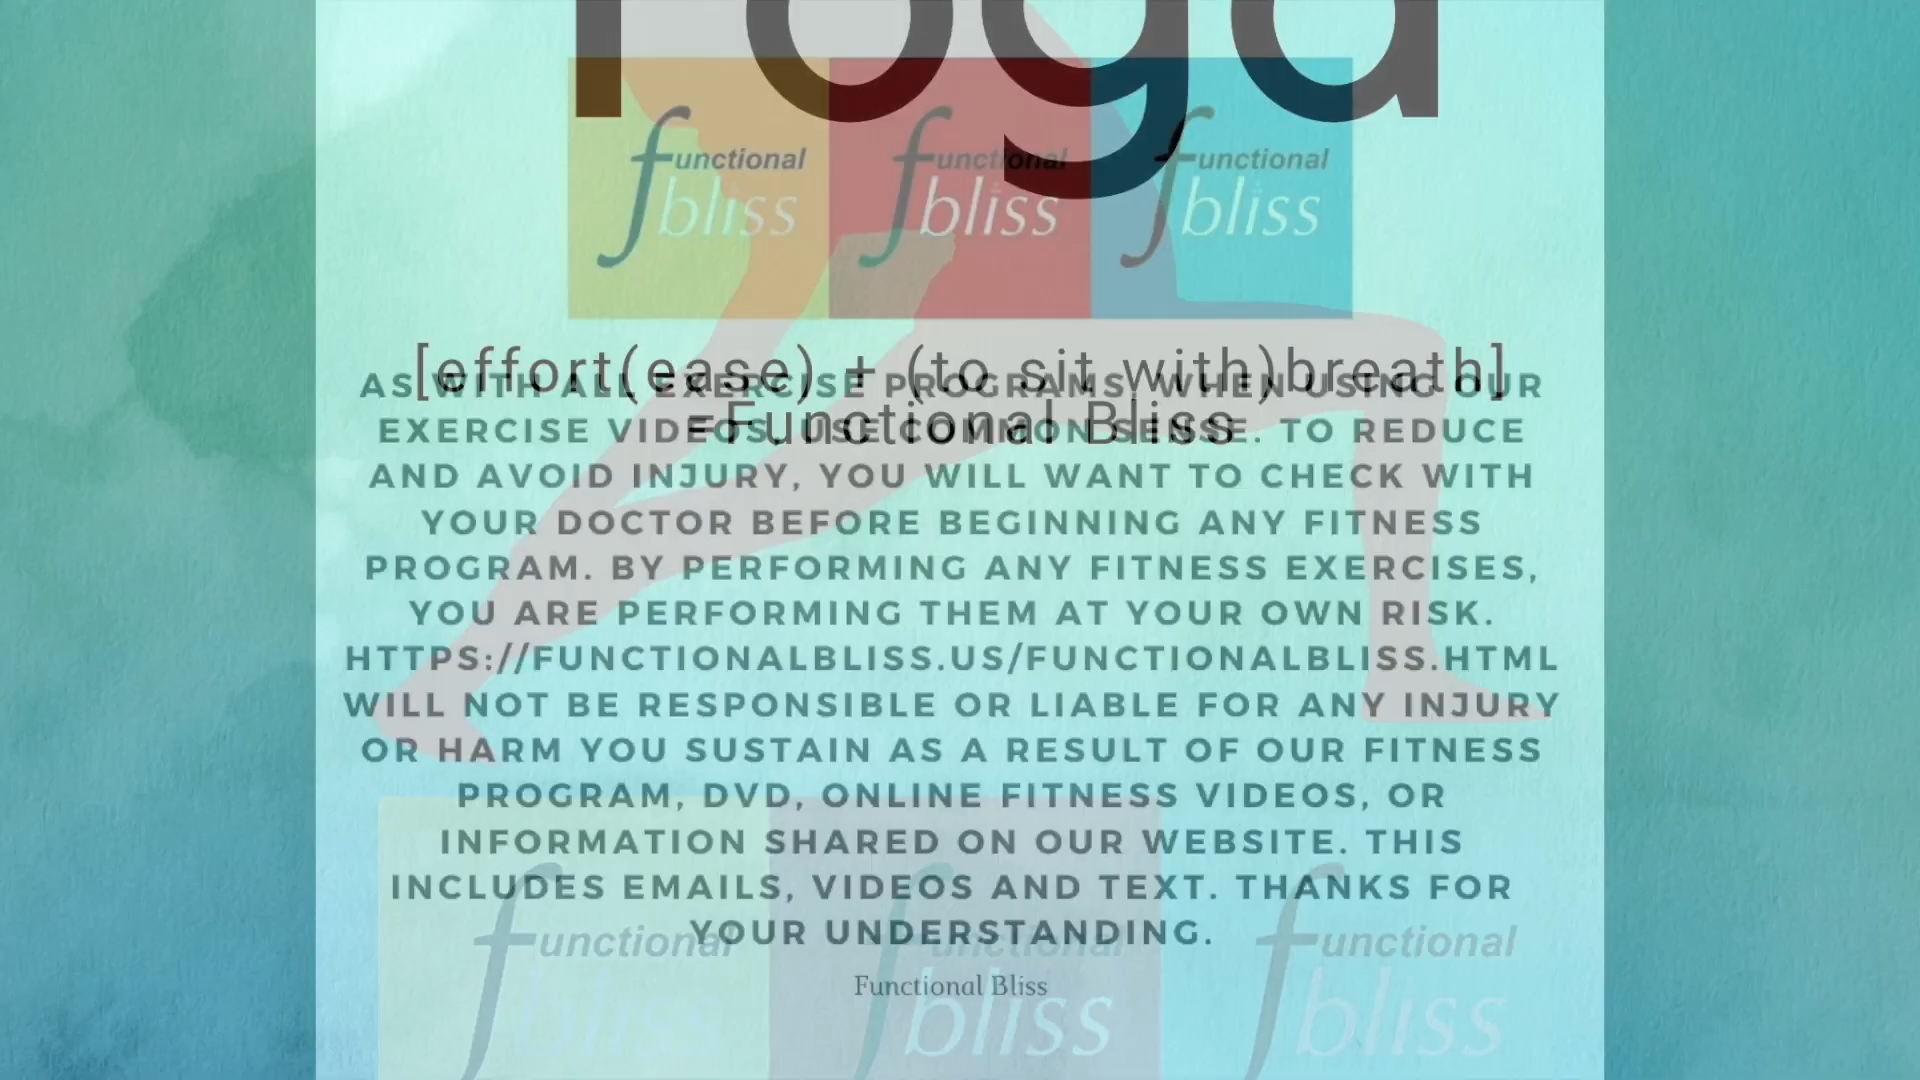 Yoga
functional functional functional
bliss bliss bliss
[effort(ease) + (to sit with)breath]
=Functional Bliss
AS WITH ALL EXERCISE PROGRAMS, WHEN USING OUR
EXERCISE VIDEOS, USE COMMON SENSE. TO REDUCE
AND AVOID INJURY, YOU WILL WANT TO CHECK WITH
YOUR DOCTOR BEFORE BEGINNING ANY FITNESS
PROGRAM. BY PERFORMING ANY FITNESS EXERCISES,
YOU ARE PERFORMING THEM AT YOUR OWN RISK.
HTTPS://FUNCTIONALBLISS.US/FUNCTIONALBLISS.HTML
WILL NOT BE RESPONSIBLE OR LIABLE FOR ANY INJURY
OR HARM YOU SUSTAIN AS A RESULT OF OUR FITNESS
PROGRAM, DVD, ONLINE FITNESS VIDEOS, OR
INFORMATION SHARED ON OUR WEBSITE. THIS
INCLUDES EMAILS, VIDEOS AND TEXT. THANKS FOR
YOUR UNDERSTANDING.
functional functional functional
Functional Bliss
bliss bliss bliss